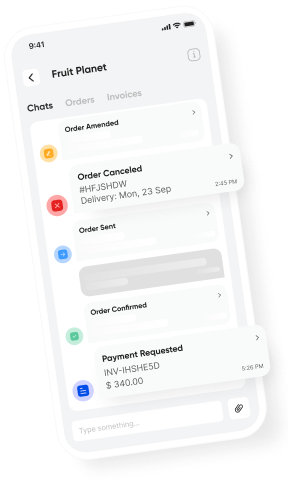 9:41
Fruit Planet
Chats Orders Invoices
Order Amended
Order Canceled
#HFJSHDW
Delivery: Mon, 23 Sep
2:45 PM
Order Sent
Order Confirmed
Payment Requested
INV-IHSHE5D
$ 340.00
5:26 PM
Type something...